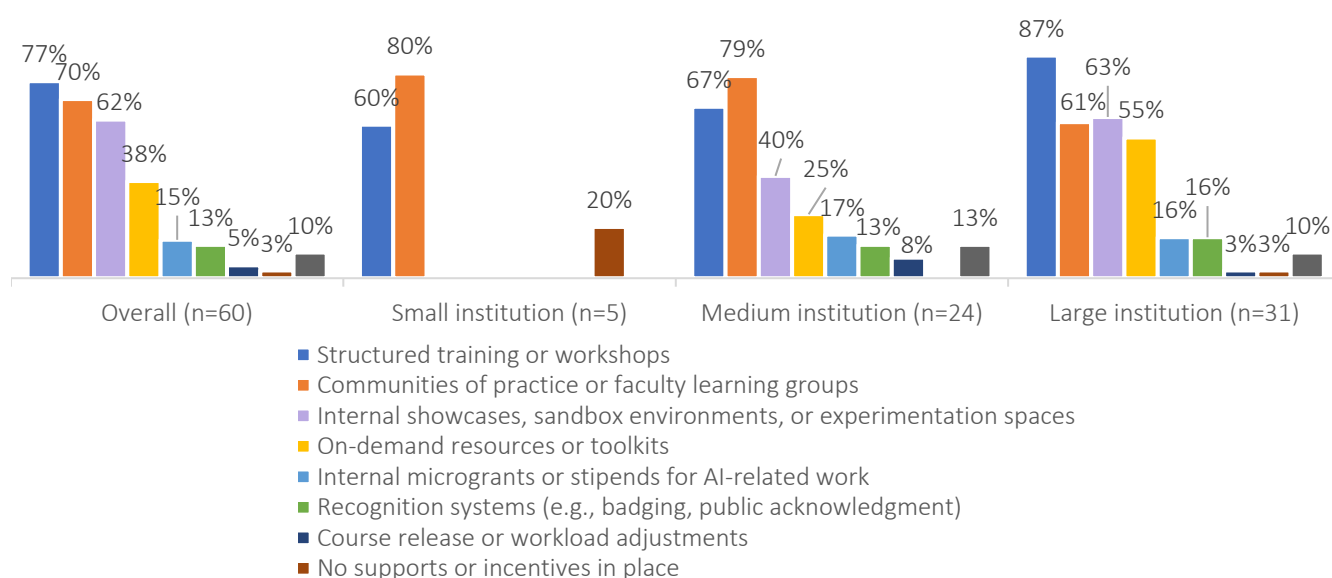 77%
70%
62%
38%
15%
13%
5%
3%
10%
60%
80%
20%
67%
79%
40%
25%
17%
13%
8%
13%
87%
61%
63%
55%
16%
16%
3%
3%
10%
Overall (n=60)
Small institution (n=5)
Medium institution (n=24)
Large institution (n=31)
Structured training or workshops
Communities of practice or faculty learning groups
Internal showcases, sandbox environments, or experimentation spaces
On-demand resources or toolkits
Internal microgrants or stipends for AI-related work
Recognition systems (e.g., badging, public acknowledgment)
Course release or workload adjustments
No supports or incentives in place